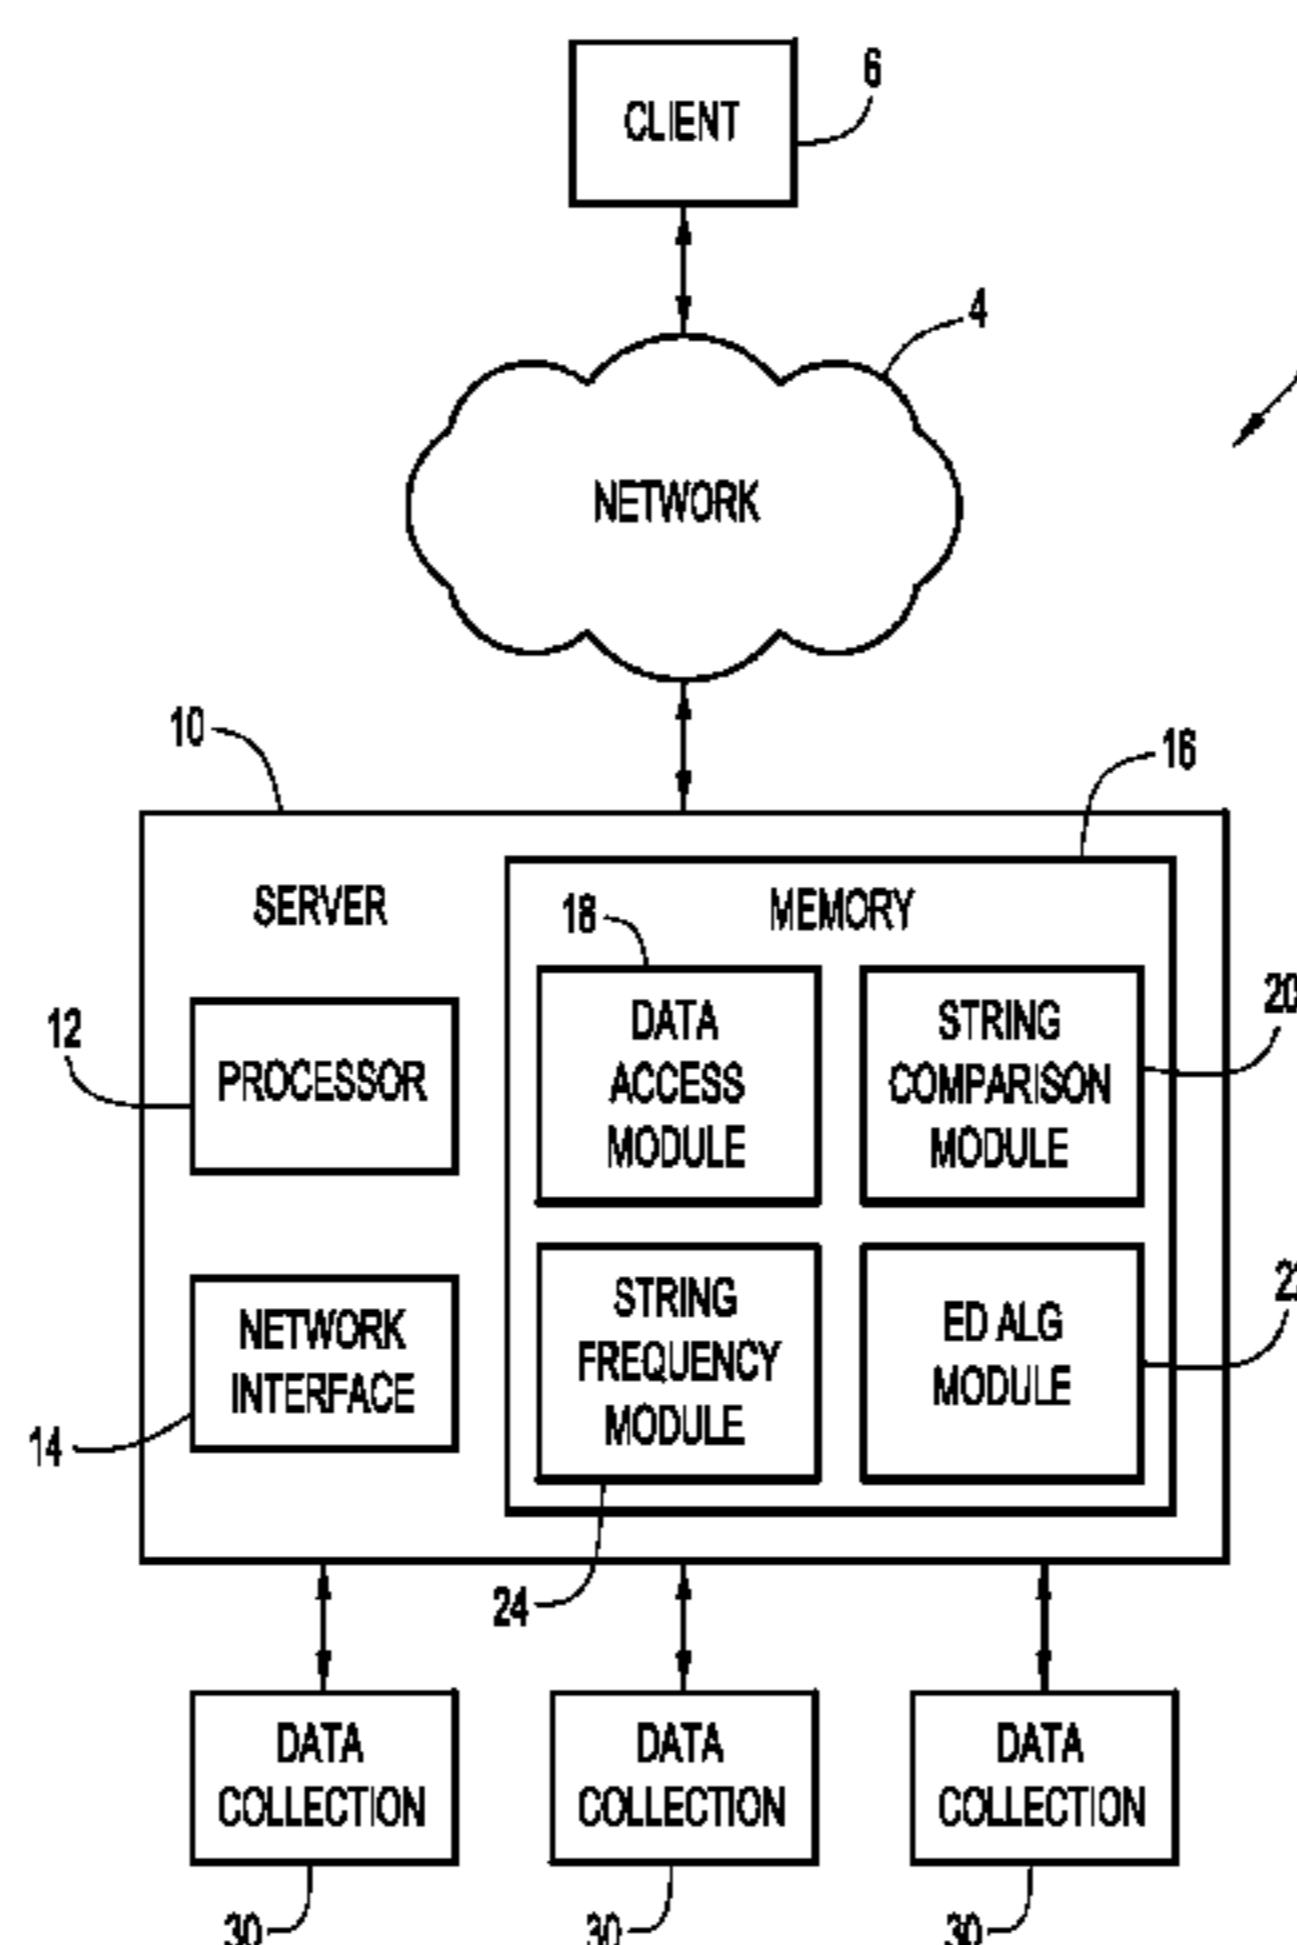 CLIENT
6
4
NETWORK
10
16
SERVER
MEMORY
18
DATA
ACCESS
MODULE
STRING
COMPARISON
MODULE
20
12
PROCESSOR
STRING
FREQUENCY
MODULE
ED ALG
MODULE
NETWORK
INTERFACE
14
24
DATA
COLLECTION
DATA
COLLECTION
DATA
COLLECTION
30
30
30